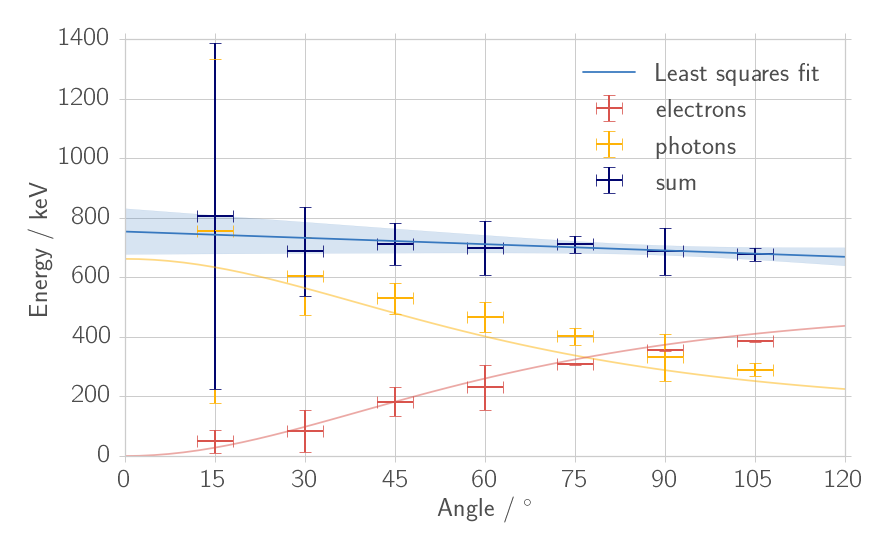 1400
1200
1000
800
600
400
200
0
Energy / keV
Least squares fit
electrons
photons
sum
0 15 30 45 60 75 90 105 120
Angle / °